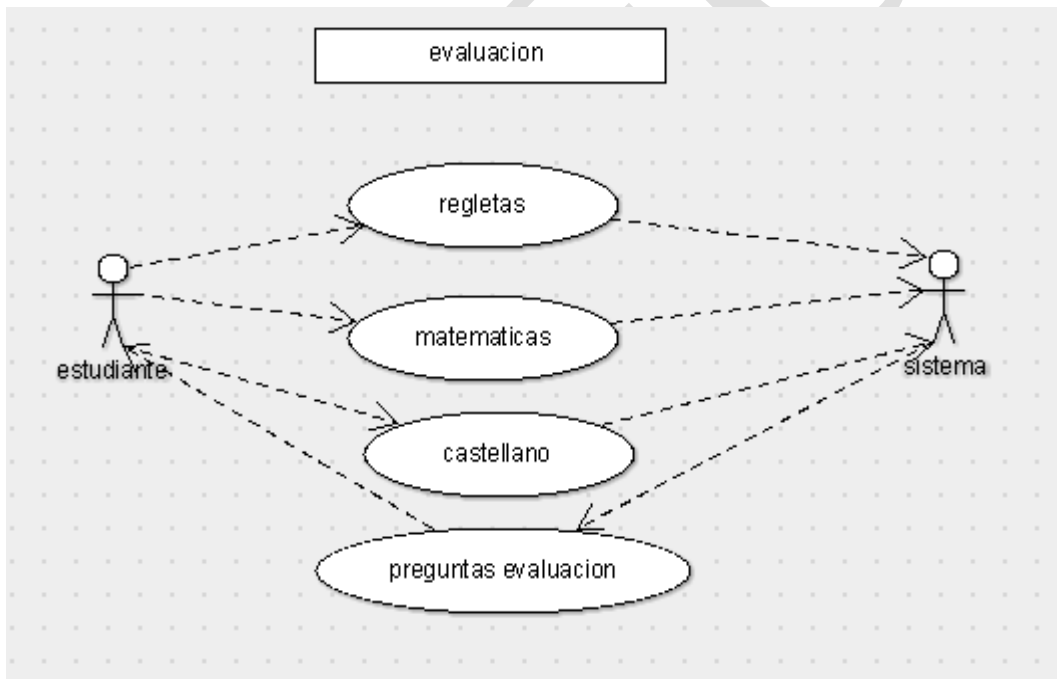 evaluacion
regletas
matematicas
estudiante
sistema
castellano
preguntas evaluacion